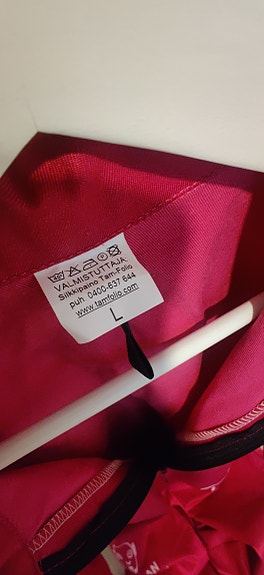 VALMISTUTTAJA:
Silkkipaino Tam-Folio
puh 0400-637 644
www.tamfolio.com
L